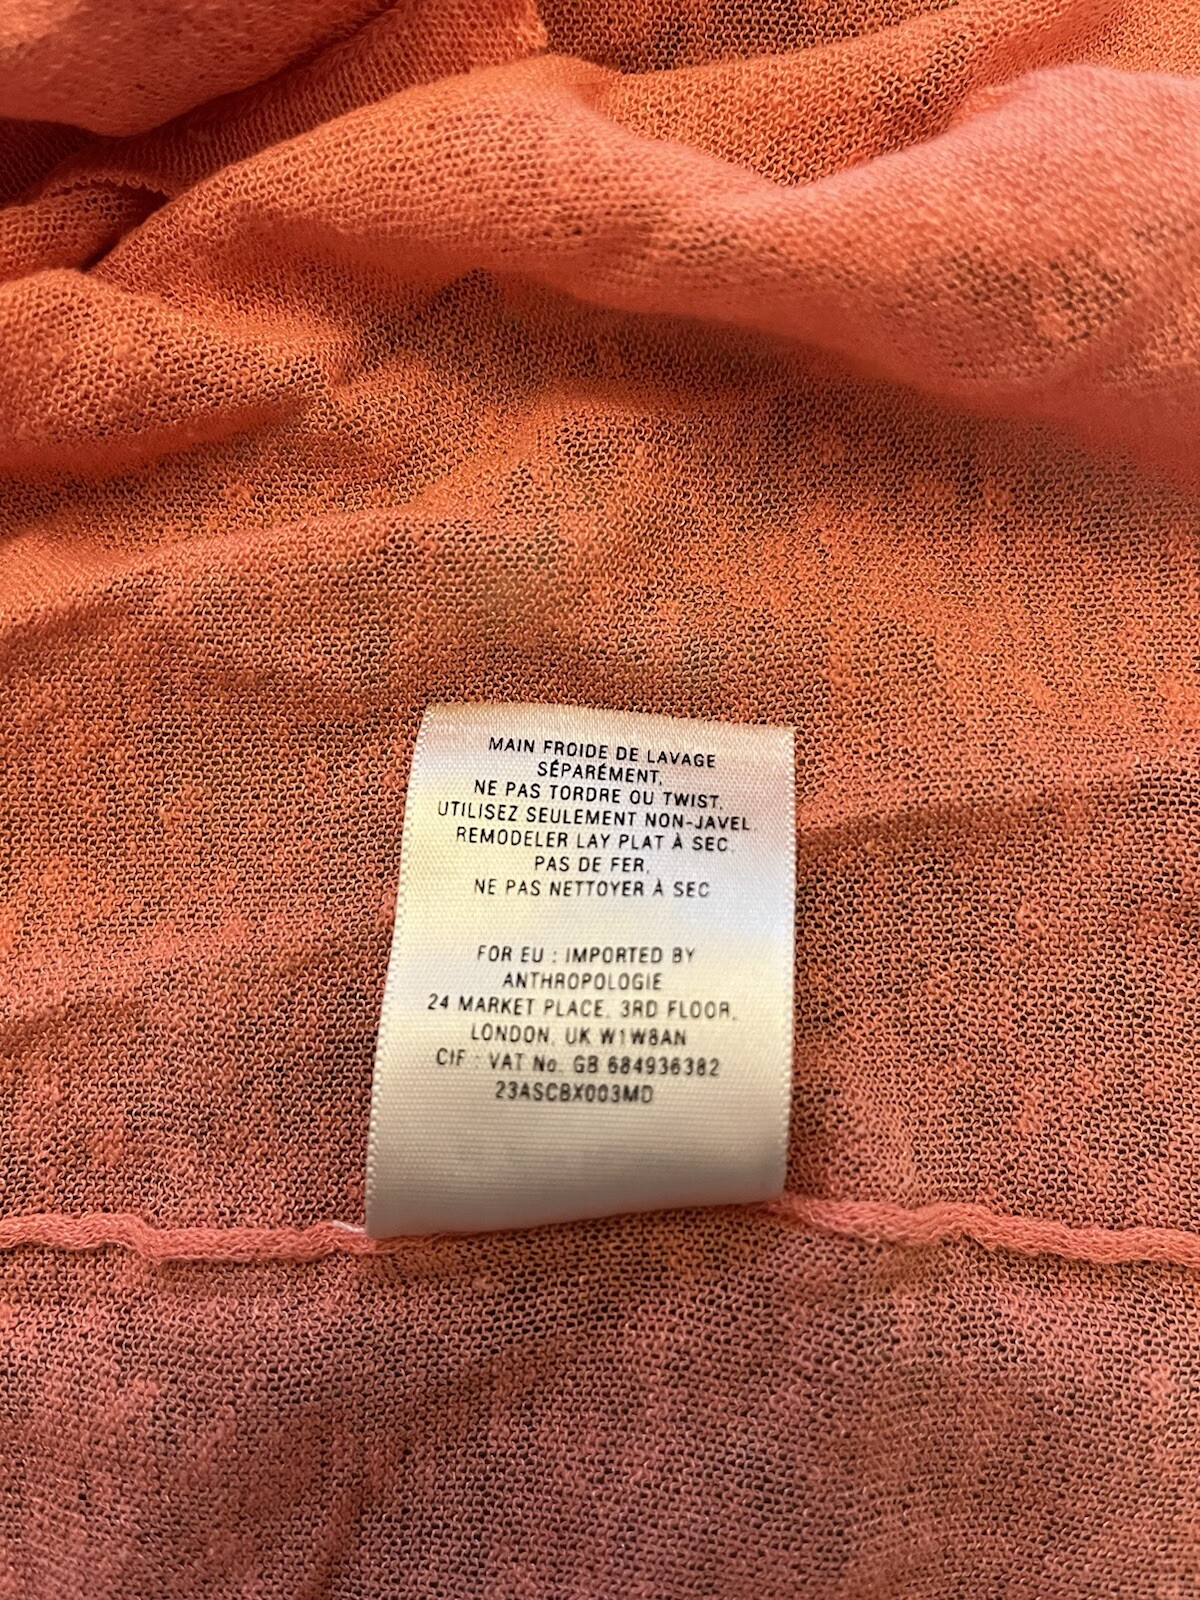 MAIN FROIDE DE LAVAGE
SÉPARÉMENT,
NE PAS TORDRE OU TWIST,
UTILISEZ SEULEMENT NON-JAVEL.
REMODELER LAY PLAT À SEC.
PAS DE FER,
NE PAS NETTOYER À SEC
FOR EU : IMPORTED BY
ANTHROPOLOGIE
24 MARKET PLACE, 3RD FLOOR,
LONDON, UK W1W8AN
CIF : VAT No. GB 684936382
23ASCBX003MD